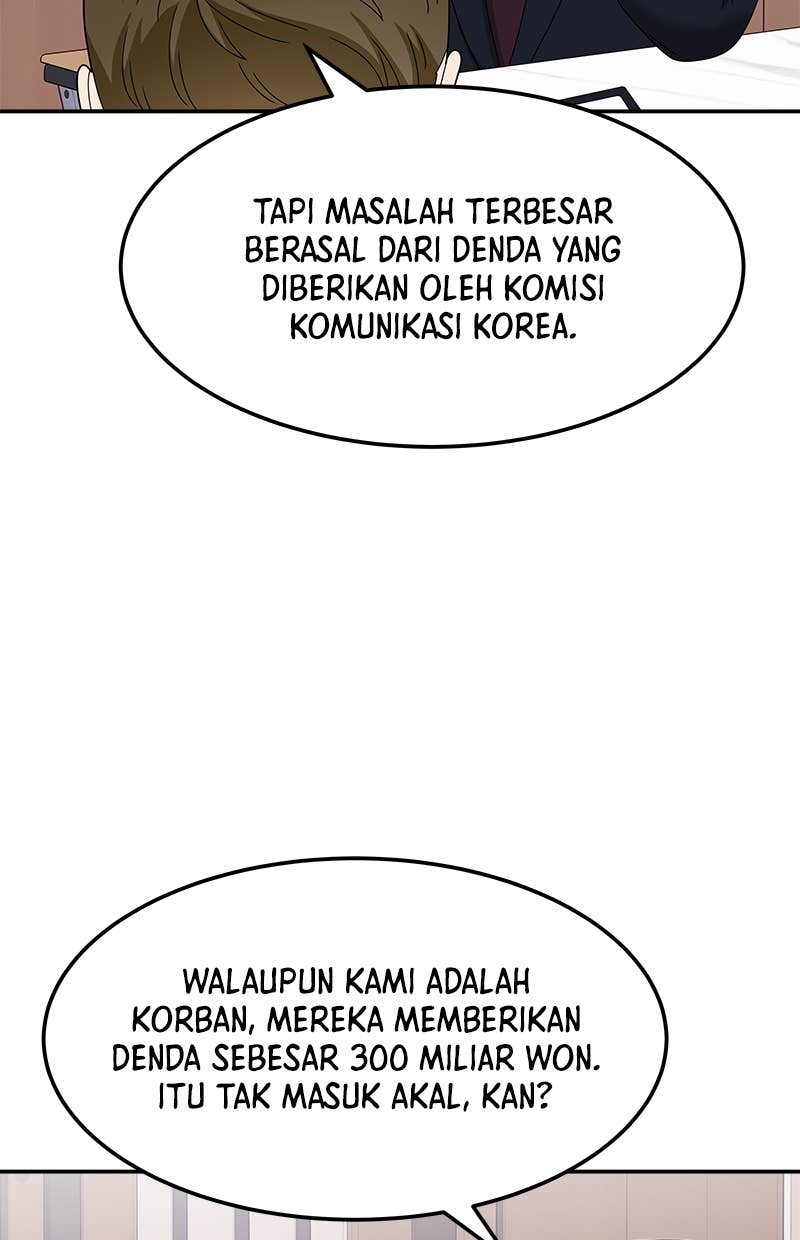 TAPI MASALAH TERBESAR
BERASAL DARI DENDA YANG
DIBERIKAN OLEH KOMISI
KOMUNIKASI KOREA.
WALAUPUN KAMI ADALAH
KORBAN, MEREKA MEMBERIKAN
DENDA SEBESAR 300 MILIAR WON.
ITU TAK MASUK AKAL, KAN?